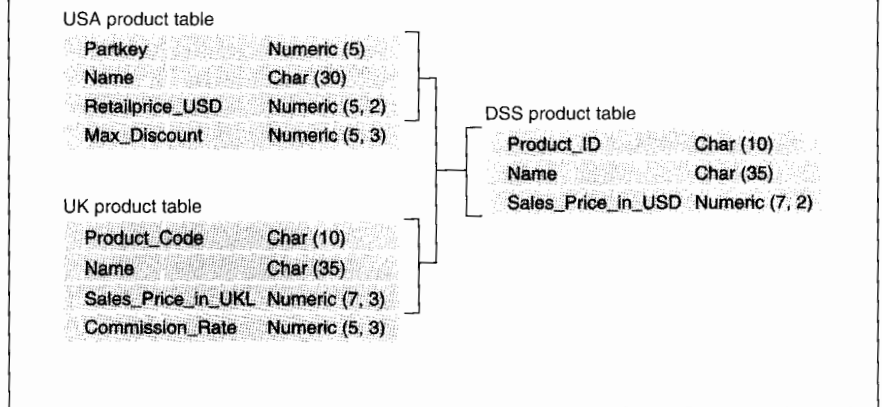 USA product table
Partkey Numeric (5)
Name Char (30)
Retailprice_USD Numeric (5, 2)
Max_Discount Numeric (5, 3)
UK product table
Product_Code Char (10)
Name Char (35)
Sales_Price_in_UKL Numeric (7, 3)
Commission_Rate Numeric (5, 3)
DSS product table
Product_ID Char (10)
Name Char (35)
Sales_Price_in_USD Numeric (7, 2)